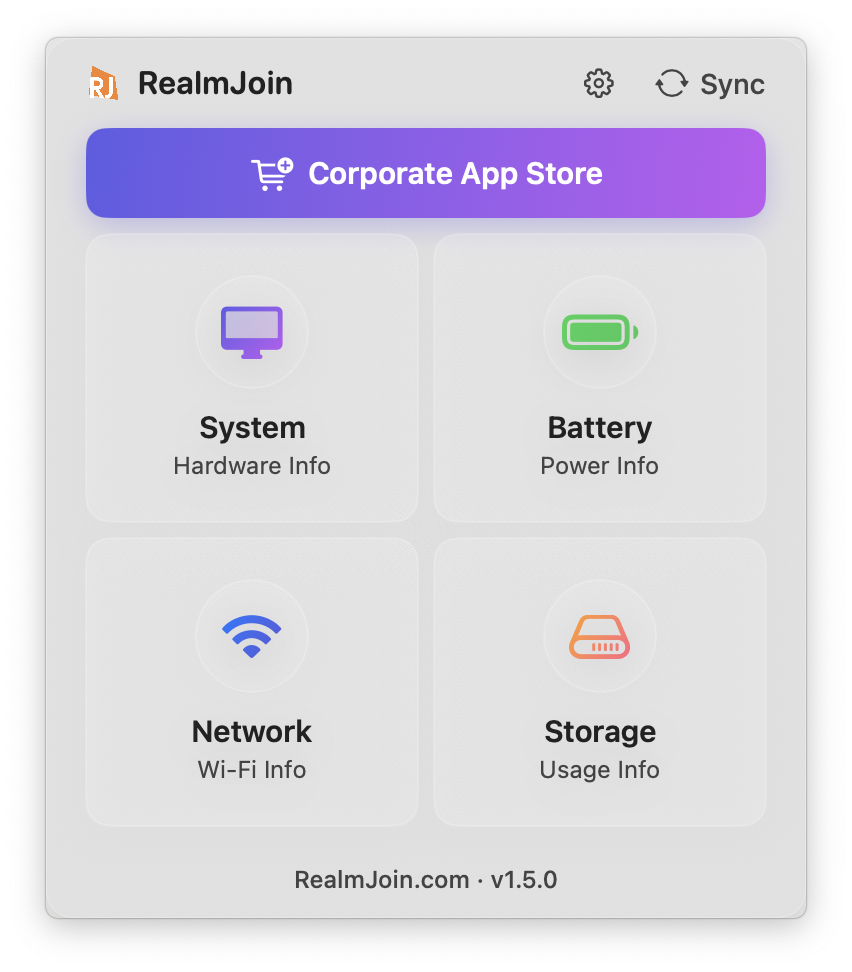 RJ RealmJoin Sync
Corporate App Store
System Battery
Hardware Info Power Info
Network Storage
Wi-Fi Info Usage Info
RealmJoin.com · v1.5.0